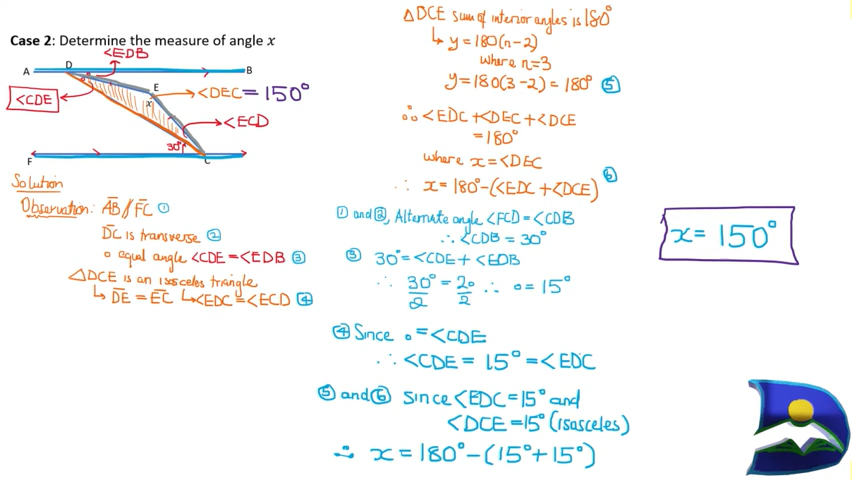 Case 2: Determine the measure of angle x
<EDB
A D B
E
x
<DEC = 150°
<CDE
<ECD
30°
F C
Solution
Observation: AB // FC ①
DC is transverse ②
∘ equal angle <CDE = <EDB ③
△DCE is an isosceles triangle
↳ DE = EC ↳ <EDC = <ECD ④
△DCE sum of interior angles is 180°
↳ y = 180(n-2)
where n=3
y = 180(3-2) = 180° ⑤
∴ <EDC + <DEC + <DCE
= 180°
where x = <DEC
∴ x = 180° - (<EDC + <DCE) ⑥
① and ②, Alternate angle <FCD = <CDB
∴ <CDB = 30°
③ 30° = <CDE + <EDB
∴ 30°/2 = 2∘/2 ∴ ∘ = 15°
④ Since ∘ = <CDE
∴ <CDE = 15° = <EDC
⑤ and ⑥ Since <EDC = 15° and
<DCE = 15° (isosceles)
∴ x = 180° - (15° + 15°)
x = 150°